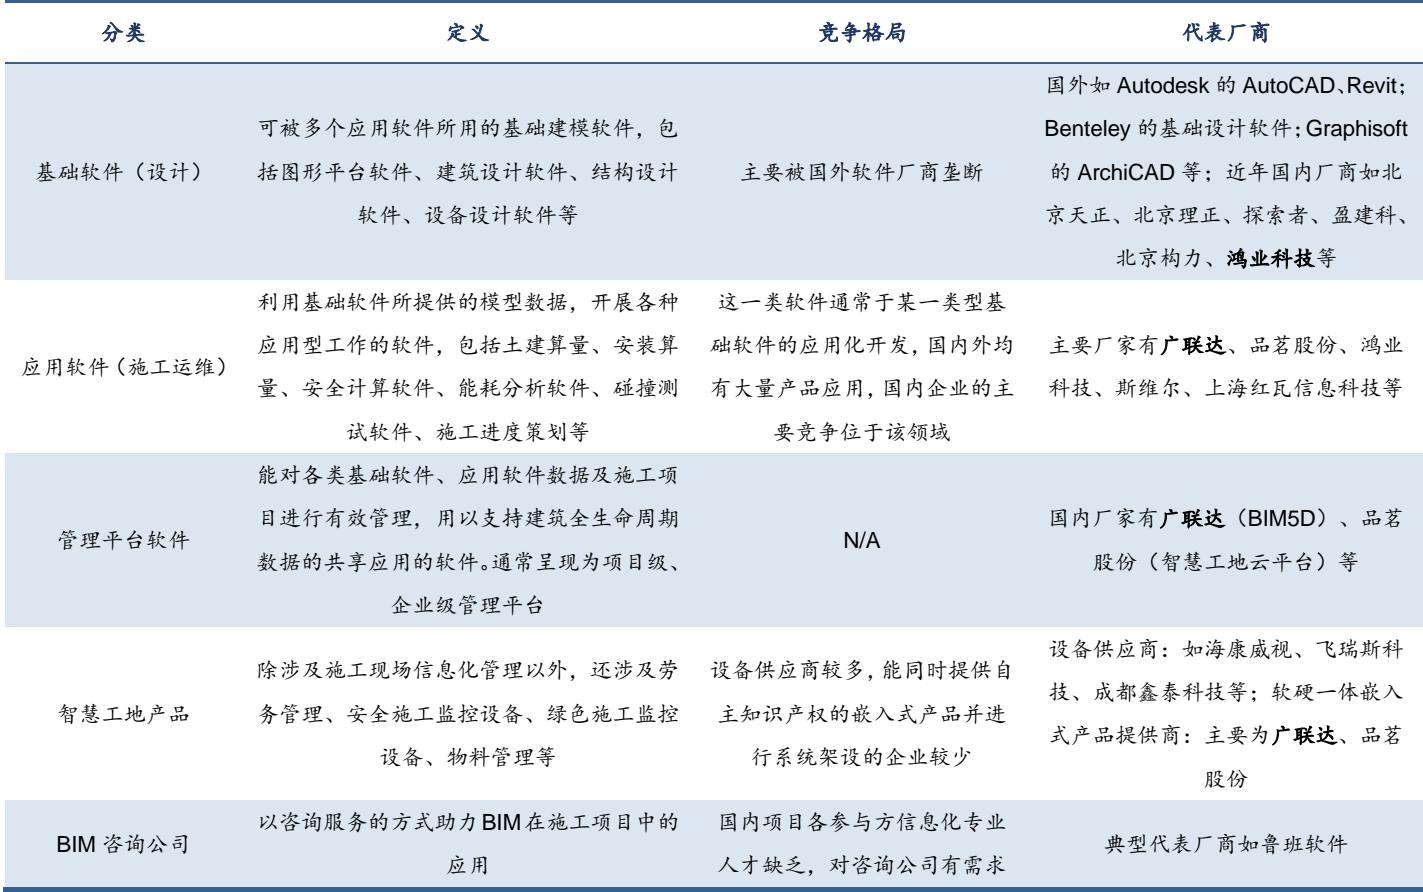 分类
定义
竞争格局
代表厂商
基础软件（设计）
可被多个应用软件所用的基础建模软件，包
括图形平台软件、建筑设计软件、结构设计
软件、设备设计软件等
主要被国外软件厂商垄断
国外如 Autodesk 的 AutoCAD、Revit；
Benteley 的基础设计软件；Graphisoft
的 ArchiCAD 等；近年国内厂商如北
京天正、北京理正、探索者、盈建科、
北京构力、鸿业科技等
应用软件（施工运维）
利用基础软件所提供的模型数据，开展各种
应用型工作的软件，包括土建算量、安装算
量、安全计算软件、能耗分析软件、碰撞测
试软件、施工进度策划等
这一类软件通常于某一类型基
础软件的应用化开发，国内外均
有大量产品应用，国内企业的主
要竞争位于该领域
主要厂家有广联达、品茗股份、鸿业
科技、斯维尔、上海红瓦信息科技等
管理平台软件
能对各类基础软件、应用软件数据及施工项
目进行有效管理，用以支持建筑全生命周期
数据的共享应用的软件。通常呈现为项目级、
企业级管理平台
N/A
国内厂家有广联达（BIM5D）、品茗
股份（智慧工地云平台）等
智慧工地产品
除涉及施工现场信息化管理以外，还涉及劳
务管理、安全施工监控设备、绿色施工监控
设备、物料管理等
设备供应商较多，能同时提供自
主知识产权的嵌入式产品并进
行系统架设的企业较少
设备供应商：如海康威视、飞瑞斯科
技、成都鑫泰科技等；软硬一体嵌入
式产品提供商：主要为广联达、品茗
股份
BIM 咨询公司
以咨询服务的方式助力 BIM 在施工项目中的
应用
国内项目各参与方信息化专业
人才缺乏，对咨询公司有需求
典型代表厂商如鲁班软件